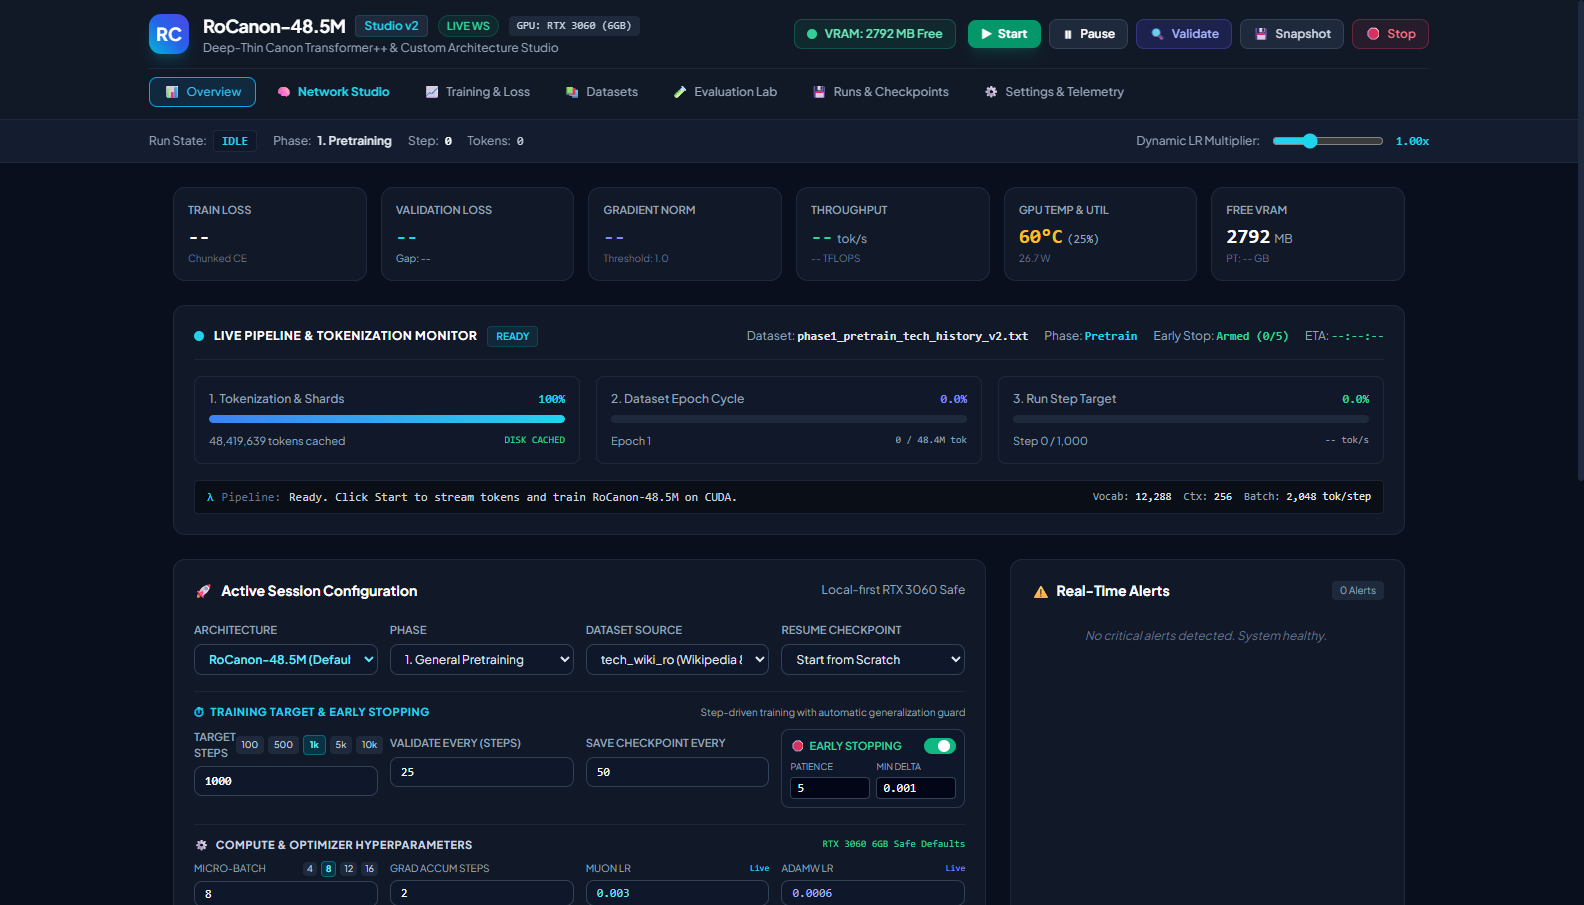 RC
RoCanon-48.5M Studio v2 LIVE WS GPU: RTX 3060 (6GB)
Deep-Thin Canon Transformer++ & Custom Architecture Studio
VRAM: 2792 MB Free Start Pause Validate Snapshot Stop
Overview Network Studio Training & Loss Datasets Evaluation Lab Runs & Checkpoints Settings & Telemetry
Run State: IDLE Phase: 1. Pretraining Step: 0 Tokens: 0 Dynamic LR Multiplier: 1.00x
TRAIN LOSS
--
Chunked CE
VALIDATION LOSS
--
Gap: --
GRADIENT NORM
--
Threshold: 1.0
THROUGHPUT
-- tok/s
-- TFLOPS
GPU TEMP & UTIL
60°C (25%)
26.7 W
FREE VRAM
2792 MB
PT: -- GB
LIVE PIPELINE & TOKENIZATION MONITOR READY Dataset: phase1_pretrain_tech_history_v2.txt Phase: Pretrain Early Stop: Armed (0/5) ETA: --:--:--
1. Tokenization & Shards 100%
48,419,639 tokens cached DISK CACHED
2. Dataset Epoch Cycle 0.0%
Epoch 1 0 / 48.4M tok
3. Run Step Target 0.0%
Step 0 / 1,000 -- tok/s
λ Pipeline: Ready. Click Start to stream tokens and train RoCanon-48.5M on CUDA. Vocab: 12,288 Ctx: 256 Batch: 2,048 tok/step
Active Session Configuration Local-first RTX 3060 Safe
ARCHITECTURE PHASE DATASET SOURCE RESUME CHECKPOINT
RoCanon-48.5M (Defaul 1. General Pretraining tech_wiki_ro (Wikipedia & Start from Scratch
TRAINING TARGET & EARLY STOPPING Step-driven training with automatic generalization guard
TARGET STEPS 100 500 1k 5k 10k
1000
VALIDATE EVERY (STEPS)
25
SAVE CHECKPOINT EVERY
50
EARLY STOPPING
PATIENCE MIN DELTA
5 0.001
COMPUTE & OPTIMIZER HYPERPARAMETERS RTX 3060 6GB Safe Defaults
MICRO-BATCH 4 8 12 16 GRAD ACCUM STEPS MUON LR Live ADAMW LR Live
8 2 0.003 0.0006
Real-Time Alerts 0 Alerts
No critical alerts detected. System healthy.